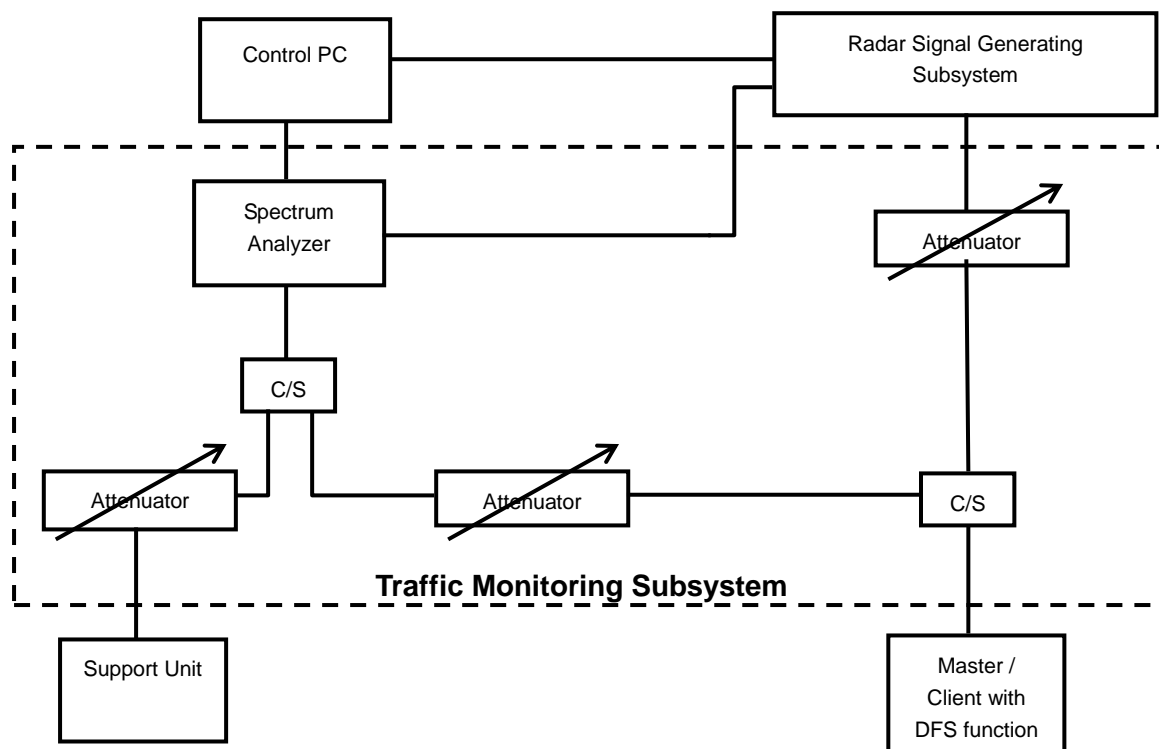 Control PC
Radar Signal Generating
Subsystem
Spectrum
Analyzer
Attenuator
C/S
Attenuator
Attenuator
C/S
Traffic Monitoring Subsystem
Support Unit
Master /
Client with
DFS function